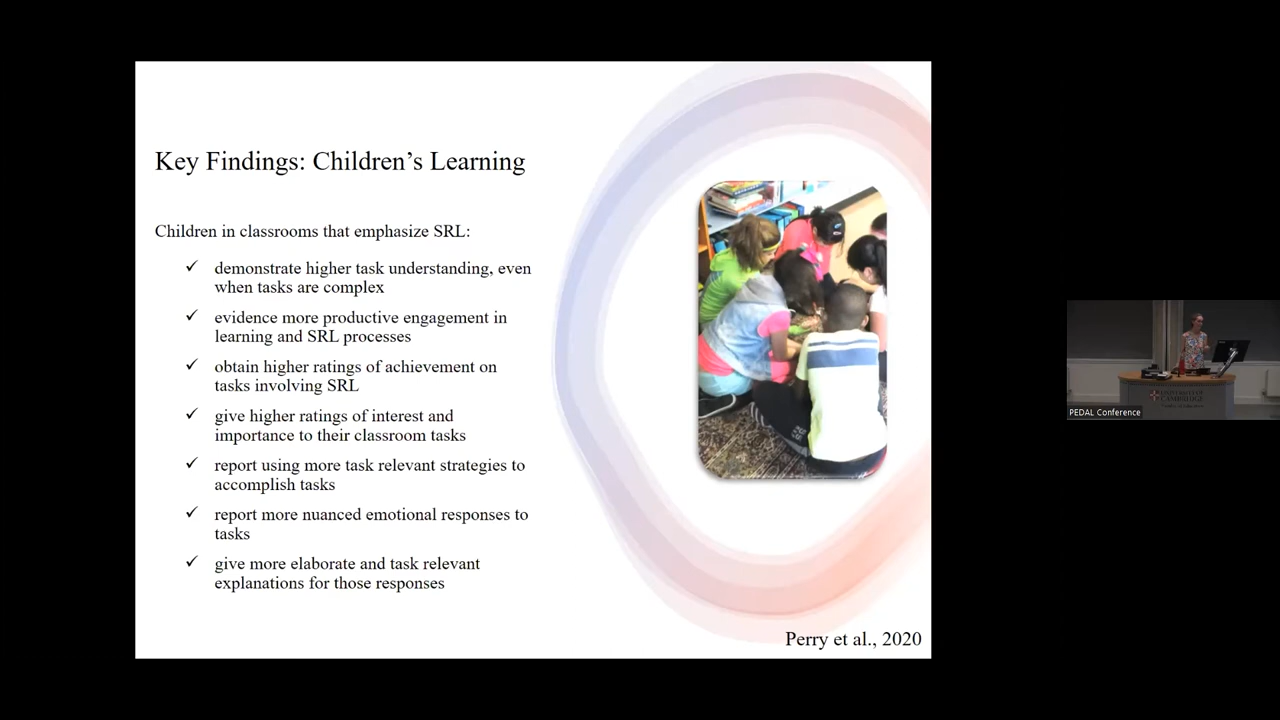 Key Findings: Children’s Learning
Children in classrooms that emphasize SRL:
✓ demonstrate higher task understanding, even
when tasks are complex
✓ evidence more productive engagement in
learning and SRL processes
✓ obtain higher ratings of achievement on
tasks involving SRL
✓ give higher ratings of interest and
importance to their classroom tasks
✓ report using more task relevant strategies to
accomplish tasks
✓ report more nuanced emotional responses to
tasks
✓ give more elaborate and task relevant
explanations for those responses
Perry et al., 2020
UNIVERSITY OF
CAMBRIDGE
PEDAL Conference